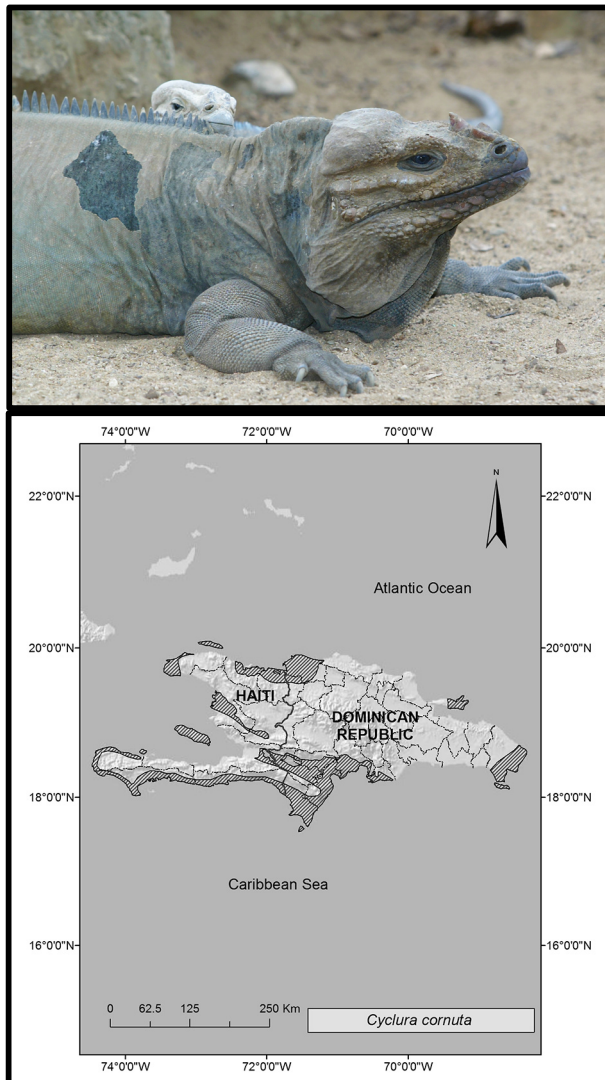 74°0'0"W 72°0'0"W 70°0'0"W
N
22°0'0"N 22°0'0"N
Atlantic Ocean
20°0'0"N 20°0'0"N
HAITI
DOMINICAN
REPUBLIC
18°0'0"N 18°0'0"N
Caribbean Sea
16°0'0"N 16°0'0"N
0 62.5 125 250 Km
Cyclura cornuta
74°0'0"W 72°0'0"W 70°0'0"W